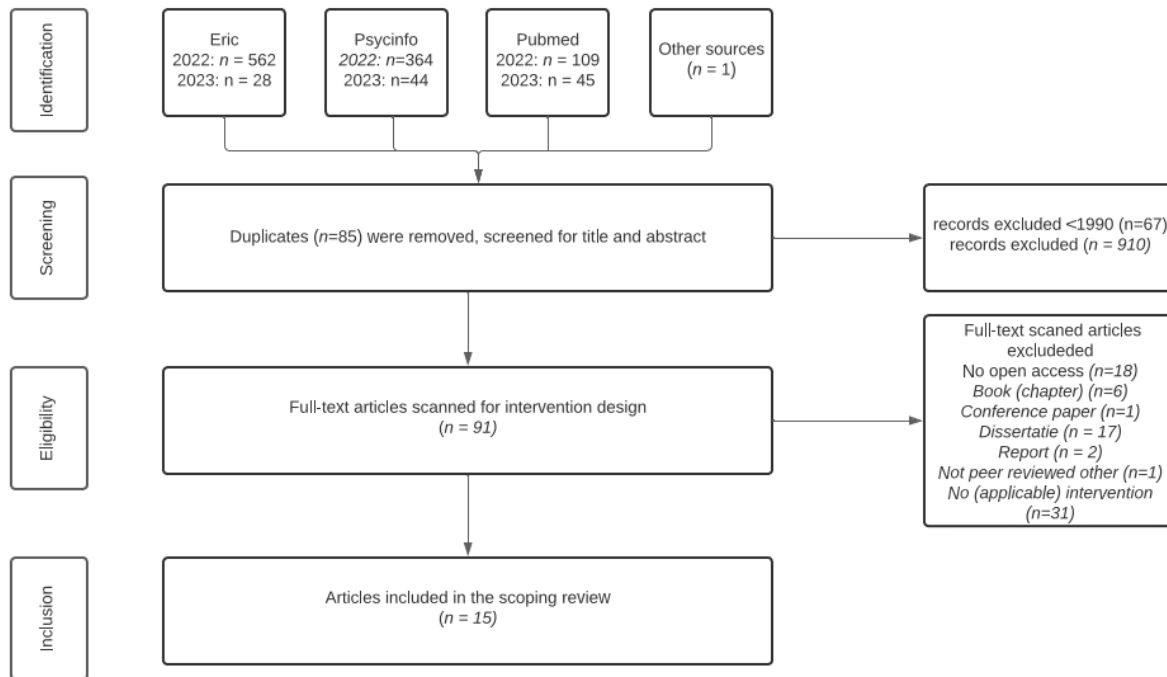 Identification
Eric
2022: n = 562
2023: n = 28
Psycinfo
2022: n=364
2023: n=44
Pubmed
2022: n = 109
2023: n = 45
Other sources
(n = 1)
Screening
Duplicates (n=85) were removed, screened for title and abstract
records excluded <1990 (n=67)
records excluded (n = 910)
Eligibility
Full-text articles scanned for intervention design
(n = 91)
Full-text scaned articles
excludeded
No open access (n=18)
Book (chapter) (n=6)
Conference paper (n=1)
Dissertatie (n = 17)
Report (n = 2)
Not peer reviewed other (n=1)
No (applicable) intervention
(n=31)
Inclusion
Articles included in the scoping review
(n = 15)